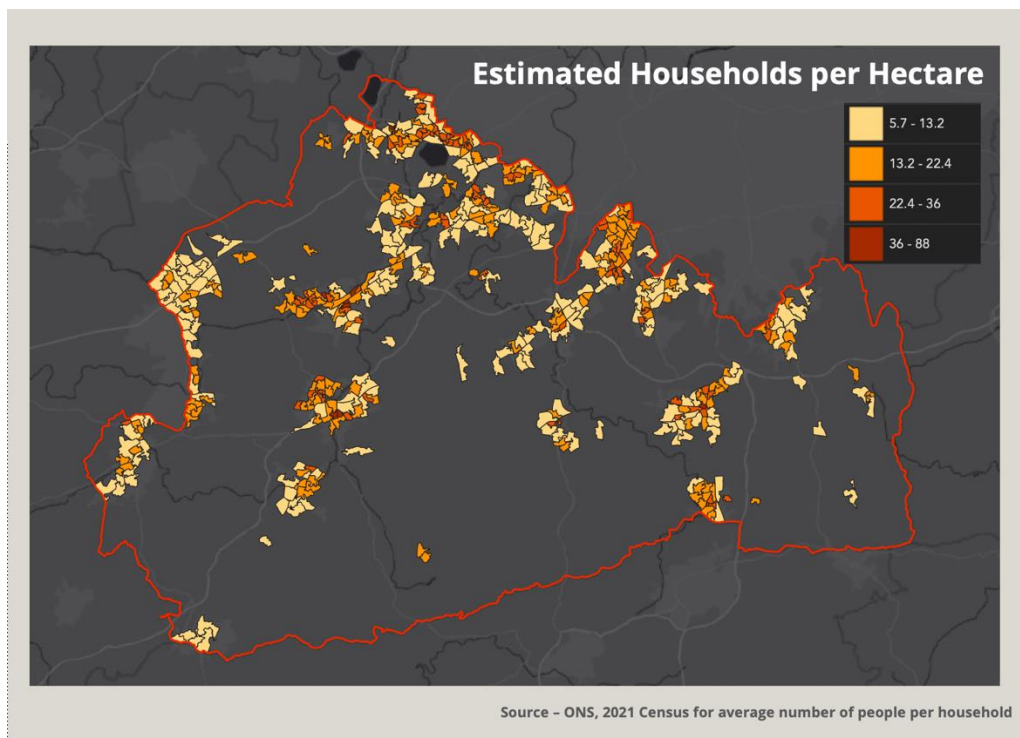 Estimated Households per Hectare
5.7 - 13.2
13.2 - 22.4
22.4 - 36
36 - 88
Source – ONS, 2021 Census for average number of people per household